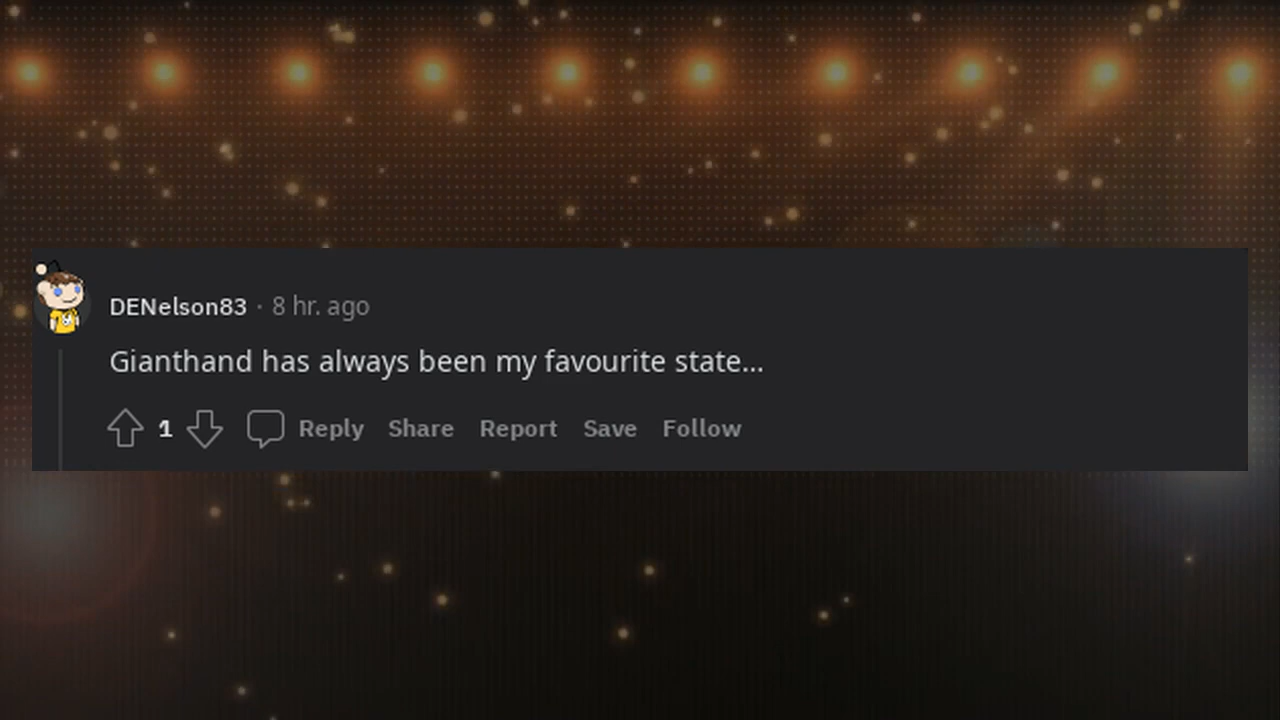 DENelson83 · 8 hr. ago
Gianthand has always been my favourite state...
1 Reply Share Report Save Follow